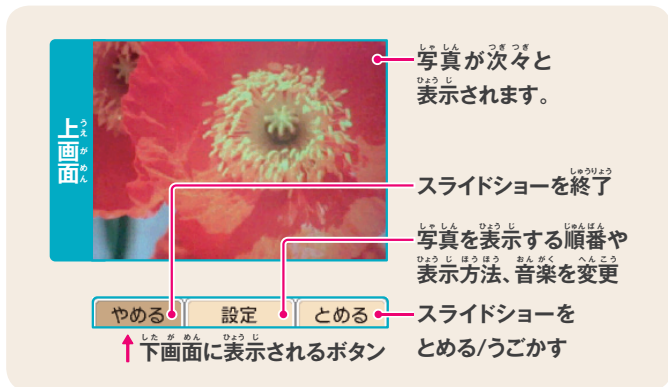 上画面
写真が次々と
表示されます。
スライドショーを終了
写真を表示する順番や
表示方法、音楽を変更
やめる
設定
とめる
スライドショーを
とめる/うごかす
下画面に表示されるボタン